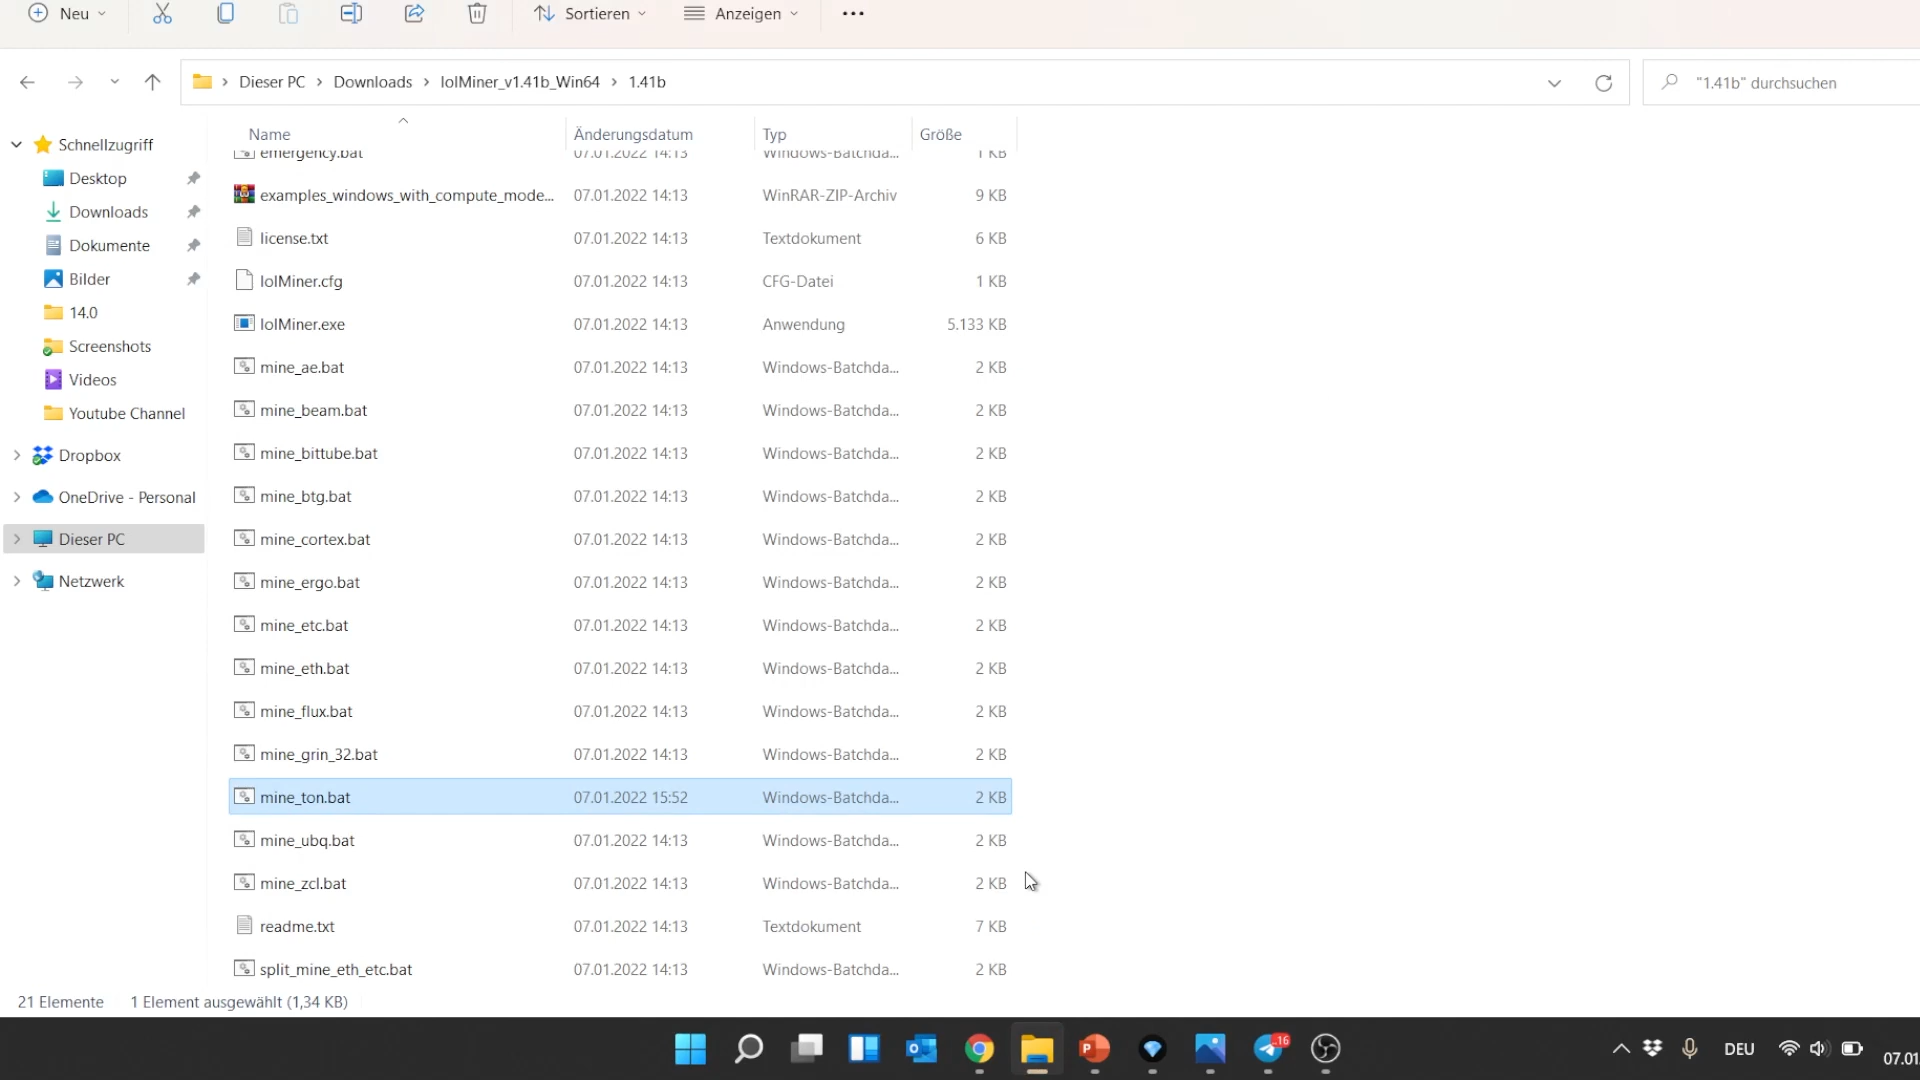 Neu
Sortieren
Anzeigen
Dieser PC
Downloads
lolMiner_v1.41b_Win64
1.41b
"1.41b" durchsuchen
Name Änderungsdatum Typ Größe
Schnellzugriff
Desktop
Downloads
Dokumente
Bilder
14.0
Screenshots
Videos
Youtube Channel
Dropbox
OneDrive - Personal
Dieser PC
Netzwerk
emergency.bat 07.01.2022 14:13 Windows-Batchda... 1 KB
examples_windows_with_compute_mode... 07.01.2022 14:13 WinRAR-ZIP-Archiv 9 KB
license.txt 07.01.2022 14:13 Textdokument 6 KB
lolMiner.cfg 07.01.2022 14:13 CFG-Datei 1 KB
lolMiner.exe 07.01.2022 14:13 Anwendung 5.133 KB
mine_ae.bat 07.01.2022 14:13 Windows-Batchda... 2 KB
mine_beam.bat 07.01.2022 14:13 Windows-Batchda... 2 KB
mine_bittube.bat 07.01.2022 14:13 Windows-Batchda... 2 KB
mine_btg.bat 07.01.2022 14:13 Windows-Batchda... 2 KB
mine_cortex.bat 07.01.2022 14:13 Windows-Batchda... 2 KB
mine_ergo.bat 07.01.2022 14:13 Windows-Batchda... 2 KB
mine_etc.bat 07.01.2022 14:13 Windows-Batchda... 2 KB
mine_eth.bat 07.01.2022 14:13 Windows-Batchda... 2 KB
mine_flux.bat 07.01.2022 14:13 Windows-Batchda... 2 KB
mine_grin_32.bat 07.01.2022 14:13 Windows-Batchda... 2 KB
mine_ton.bat 07.01.2022 15:52 Windows-Batchda... 2 KB
mine_ubq.bat 07.01.2022 14:13 Windows-Batchda... 2 KB
mine_zcl.bat 07.01.2022 14:13 Windows-Batchda... 2 KB
readme.txt 07.01.2022 14:13 Textdokument 7 KB
split_mine_eth_etc.bat 07.01.2022 14:13 Windows-Batchda... 2 KB
21 Elemente 1 Element ausgewählt (1,34 KB)
16
DEU
07.01